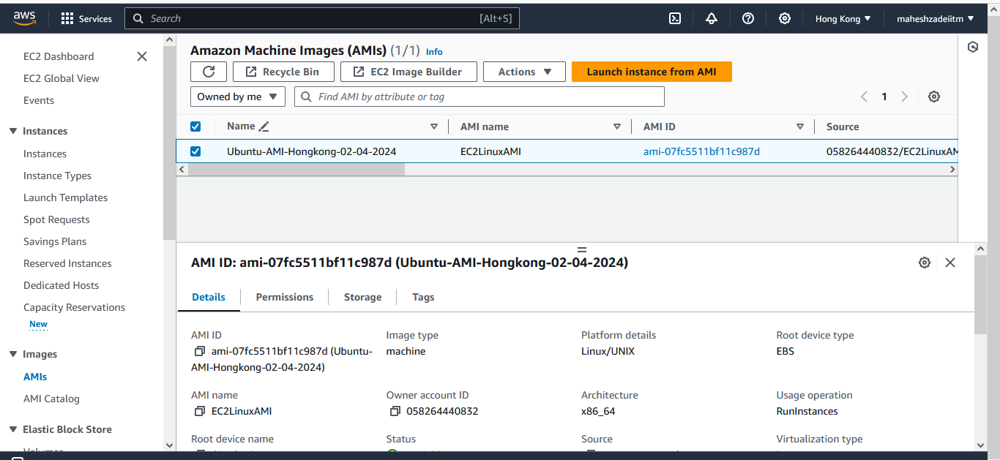 aws
Services
Search
[Alt+S]
Hong Kong
maheshzadeiitm
EC2 Dashboard
EC2 Global View
Events
Instances
Instances
Instance Types
Launch Templates
Spot Requests
Savings Plans
Reserved Instances
Dedicated Hosts
Capacity Reservations
New
Images
AMIs
AMI Catalog
Elastic Block Store
Volumes
Amazon Machine Images (AMIs) (1/1) Info
Recycle Bin
EC2 Image Builder
Actions
Launch instance from AMI
Owned by me
Find AMI by attribute or tag
1
Name
AMI name
AMI ID
Source
Ubuntu-AMI-Hongkong-02-04-2024
EC2LinuxAMI
ami-07fc5511bf11c987d
058264440832/EC2LinuxAM
AMI ID: ami-07fc5511bf11c987d (Ubuntu-AMI-Hongkong-02-04-2024)
Details
Permissions
Storage
Tags
AMI ID
ami-07fc5511bf11c987d (Ubuntu-
AMI-Hongkong-02-04-2024)
Image type
machine
Platform details
Linux/UNIX
Root device type
EBS
AMI name
EC2LinuxAMI
Owner account ID
058264440832
Architecture
x86_64
Usage operation
RunInstances
Root device name
Status
Source
Virtualization type